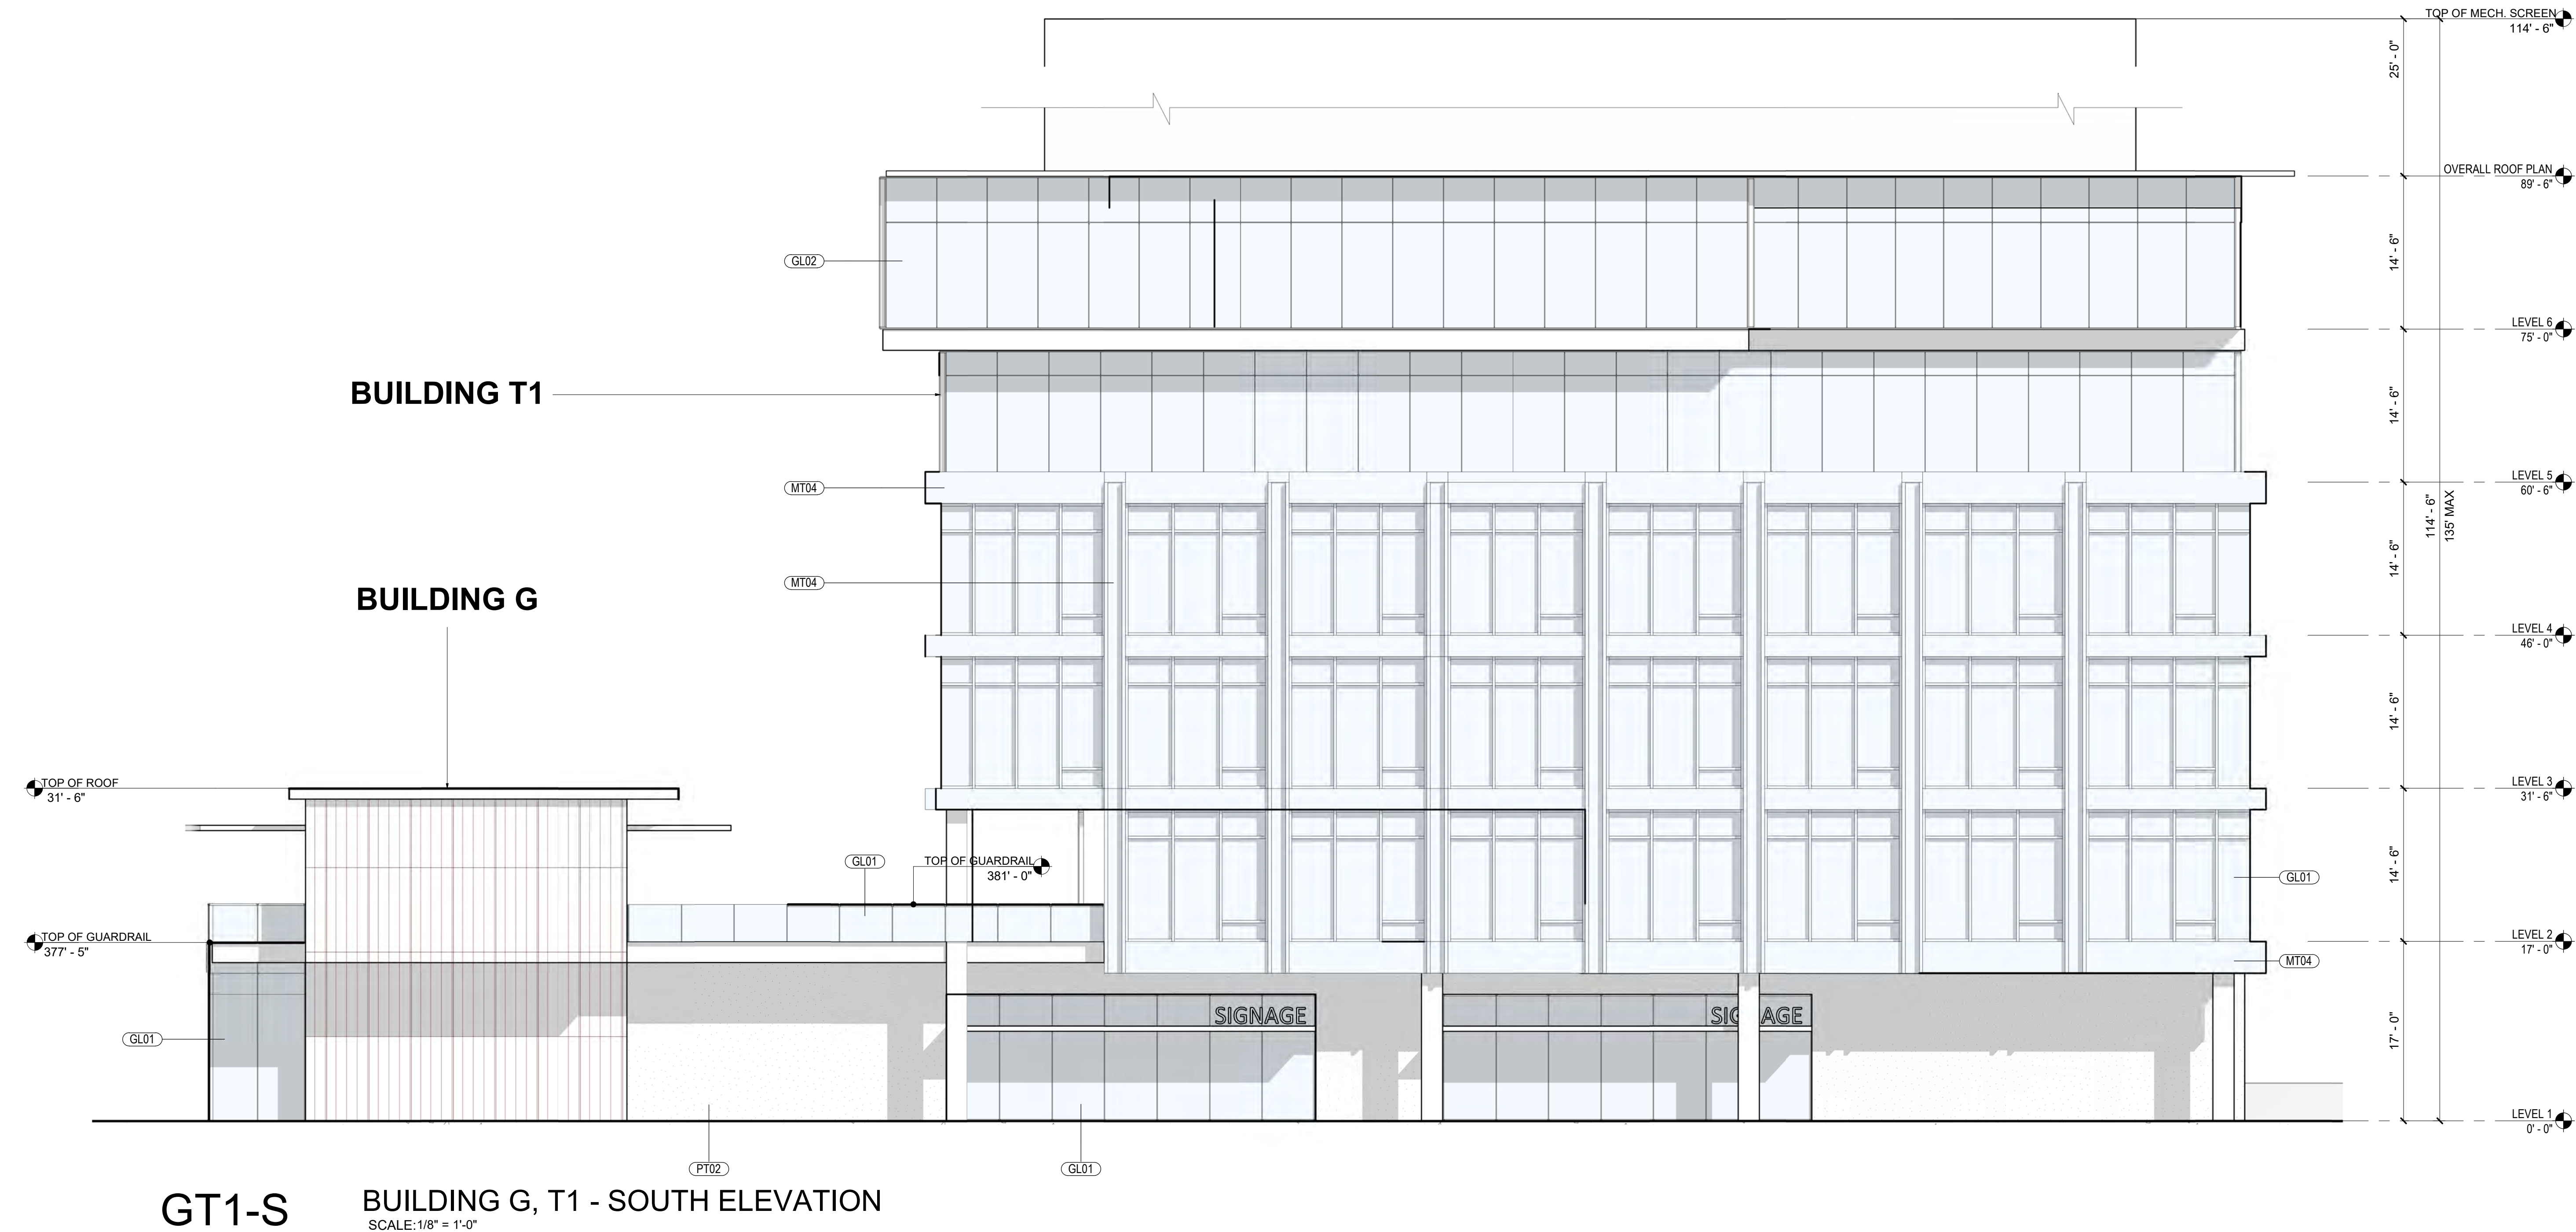 TOP OF MECH. SCREEN
114' - 6"
25' - 0"
OVERALL ROOF PLAN
89' - 6"
GL02
14' - 6"
LEVEL 6
75' - 0"
BUILDING T1
14' - 6"
MT04
LEVEL 5
60' - 6"
114' - 6"
135' MAX
MT04
14' - 6"
BUILDING G
LEVEL 4
46' - 0"
14' - 6"
TOP OF ROOF
31' - 6"
LEVEL 3
31' - 6"
GL01
TOP OF GUARDRAIL
381' - 0"
14' - 6"
GL01
TOP OF GUARDRAIL
377' - 5"
LEVEL 2
17' - 0"
MT04
SIGNAGE
SIGNAGE
GL01
17' - 0"
LEVEL 1
0' - 0"
PT02
GL01
GT1-S
BUILDING G, T1 - SOUTH ELEVATION
SCALE: 1/8" = 1'-0"